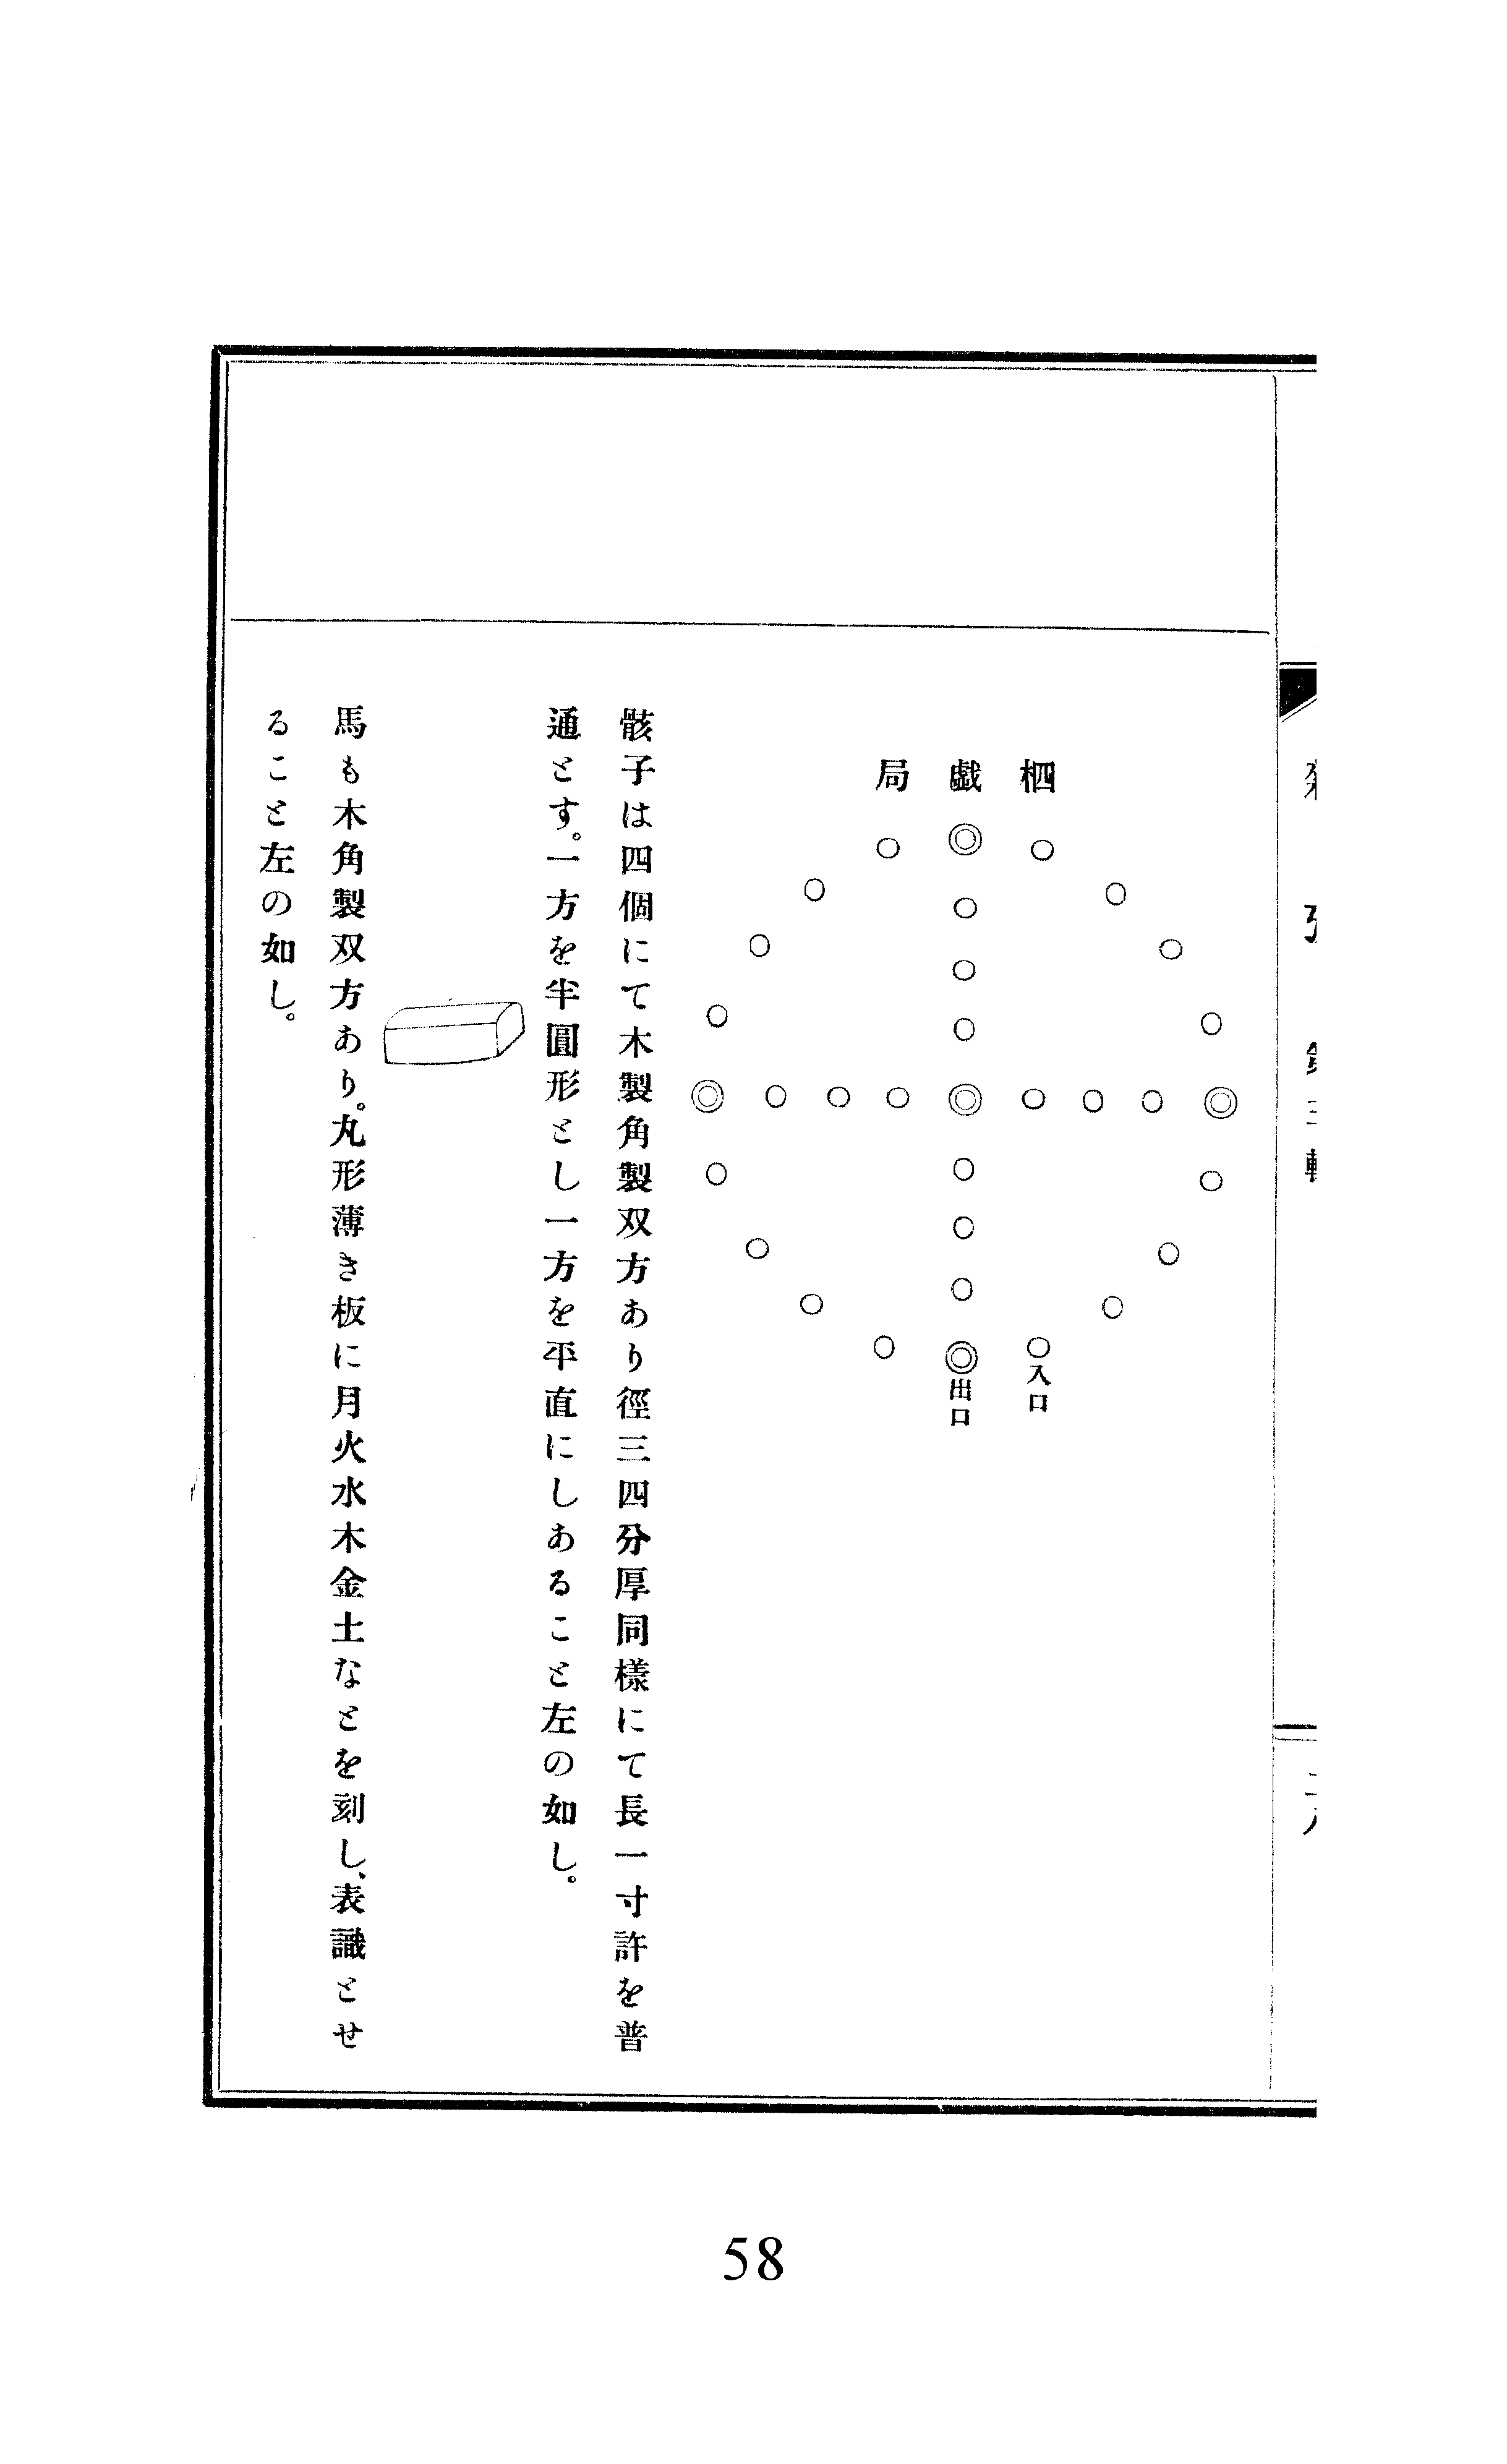 柶戯局
入口
出口
骸子は四個にて木製角製双方あり徑三四分厚同樣にて長一寸許を普
通とす。一方を半圓形とし一方を平直にしあること左の如し。
馬も木角製双方あり。丸形薄き板に月火水木金土なとを刻し、表識とせ
ること左の如し。
58